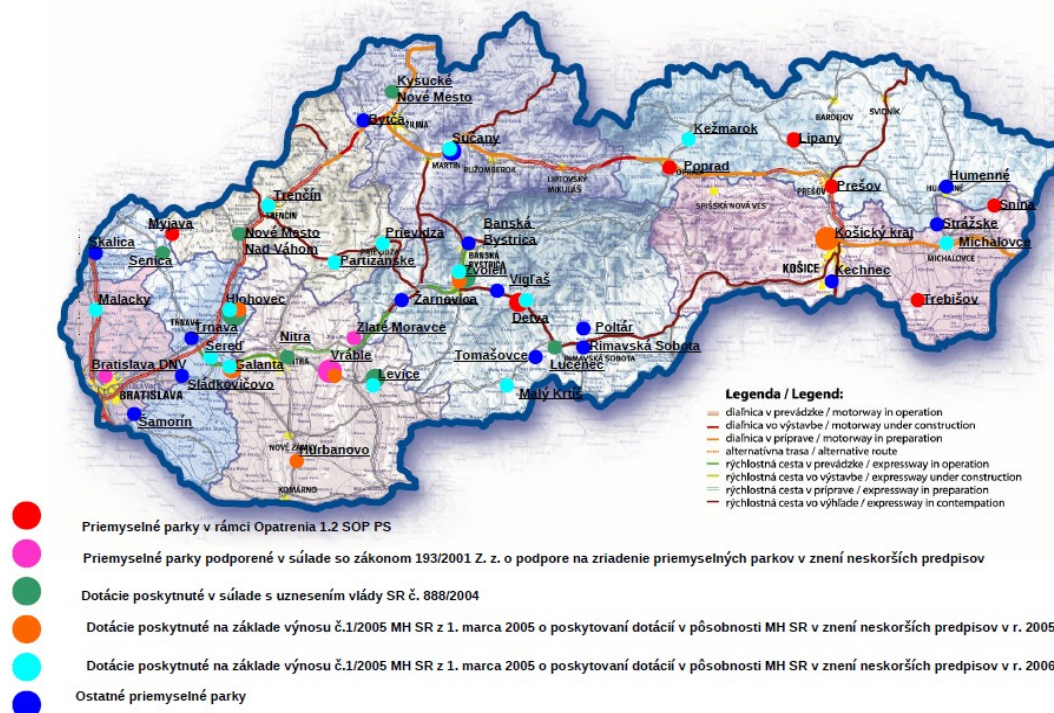 Kysucké
Nové Mesto
Bytča
ŽILINA
Sučany
MARTIN
RUŽOMBEROK
LIPTOVSKÝ
MIKULÁŠ
Kežmarok
Poprad
BARDEJOV
SVIDNÍK
Lipany
Prešov
PREŠOV
SPIŠSKÁ NOVÁ VES
Humenné
Snina
Strážske
Michalovce
MICHALOVCE
Košický kraj
KOŠICE
Kechnec
Trebišov
Trenčín
TRENČÍN
Myjava
Nové Mesto
Nad Váhom
Skalica
Senica
Prievidza
Partizánske
Banská
Bystrica
BANSKÁ
BYSTRICA
Zvolen
Vigľaš
Žarnovica
Detva
Malacky
Hlohovec
Trnava
TRNAVA
Sereď
Nitra
NITRA
Zlaté Moravce
Vráble
Galanta
Levice
Poltár
Rimavská Sobota
RIMAVSKÁ SOBOTA
Tomašovce
Lučenec
Malý Krtíš
Bratislava DNV
BRATISLAVA
Sládkovičovo
Šamorín
NOVÉ ZÁMKY
Hurbanovo
KOMÁRNO
Legenda / Legend:
diaľnica v prevádzke / motorway in operation
diaľnica vo výstavbe / motorway under construction
diaľnica v príprave / motorway in preparation
alternatívna trasa / alternative route
rýchlostná cesta v prevádzke / expressway in operation
rýchlostná cesta vo výstavbe / expressway under construction
rýchlostná cesta v príprave / expressway in preparation
rýchlostná cesta vo výhľade / expressway in contempation
Priemyselné parky v rámci Opatrenia 1.2 SOP PS
Priemyselné parky podporené v súlade so zákonom 193/2001 Z. z. o podpore na zriadenie priemyselných parkov v znení neskorších predpisov
Dotácie poskytnuté v súlade s uznesením vlády SR č. 888/2004
Dotácie poskytnuté na základe výnosu č.1/2005 MH SR z 1. marca 2005 o poskytovaní dotácií v pôsobnosti MH SR v znení neskorších predpisov v r. 2005
Dotácie poskytnuté na základe výnosu č.1/2005 MH SR z 1. marca 2005 o poskytovaní dotácií v pôsobnosti MH SR v znení neskorších predpisov v r. 2006
Ostatné priemyselné parky